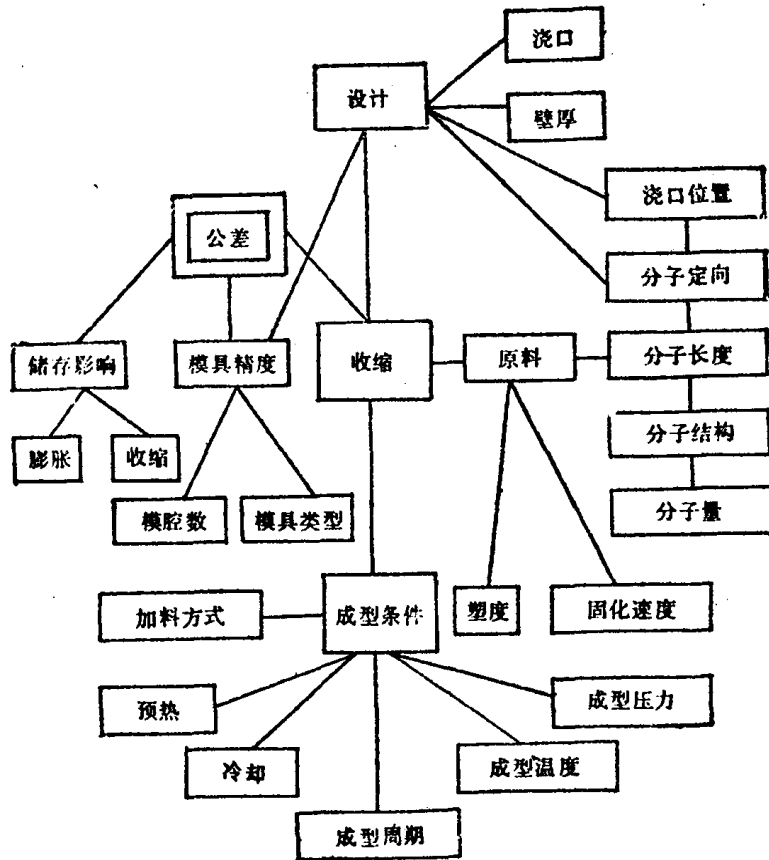 浇口
设计
壁厚
浇口位置
公差
分子定向
储存影响
模具精度
收缩
原料
分子长度
膨胀
收缩
分子结构
模腔数
模具类型
分子量
加料方式
成型条件
塑度
固化速度
预热
成型压力
冷却
成型温度
成型周期